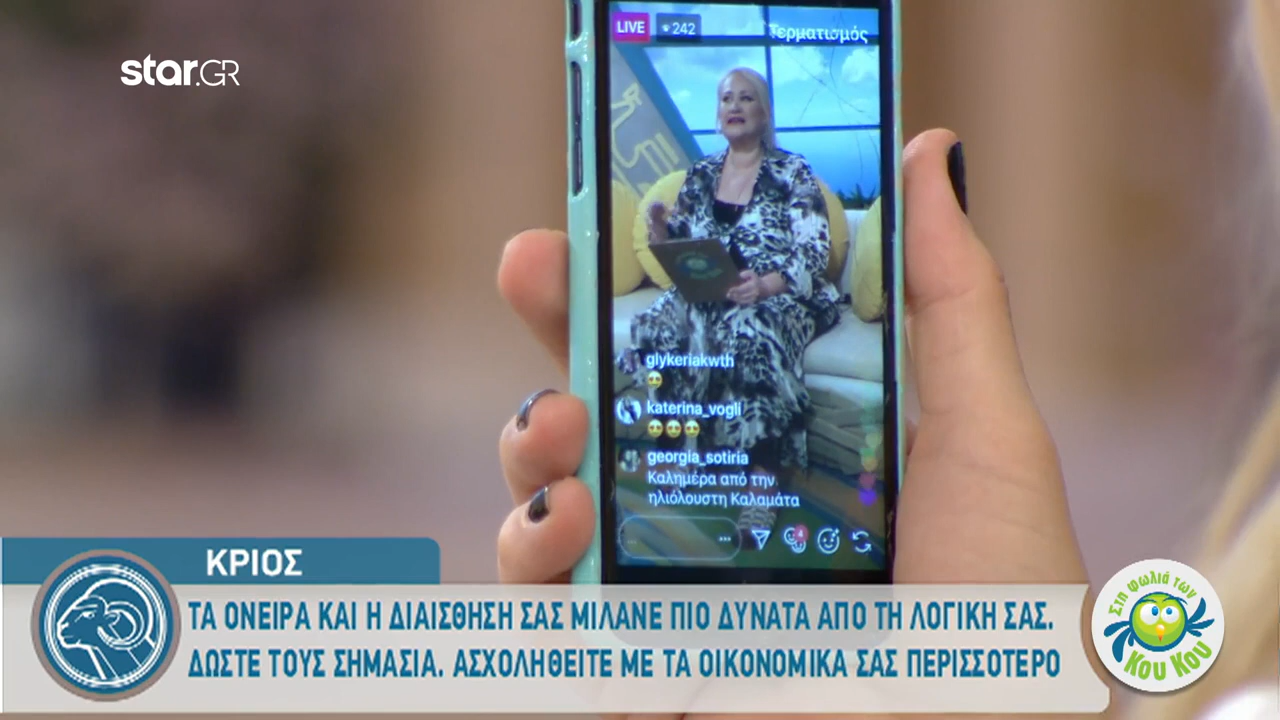 star.GR
LIVE
242
Τερματισμός
glykeriakwth
katerina_vogli
georgia_sotiria
Καλημέρα από την
ηλιόλουστη Καλαμάτα
4
ΚΡΙΟΣ
ΤΑ ΟΝΕΙΡΑ ΚΑΙ Η ΔΙΑΙΣΘΗΣΗ ΣΑΣ ΜΙΛΑΝΕ ΠΙΟ ΔΥΝΑΤΑ ΑΠΟ ΤΗ ΛΟΓΙΚΗ ΣΑΣ.
ΔΩΣΤΕ ΤΟΥΣ ΣΗΜΑΣΙΑ. ΑΣΧΟΛΗΘΕΙΤΕ ΜΕ ΤΑ ΟΙΚΟΝΟΜΙΚΑ ΣΑΣ ΠΕΡΙΣΣΟΤΕΡΟ
Στη φωλιά των
Κου Κου